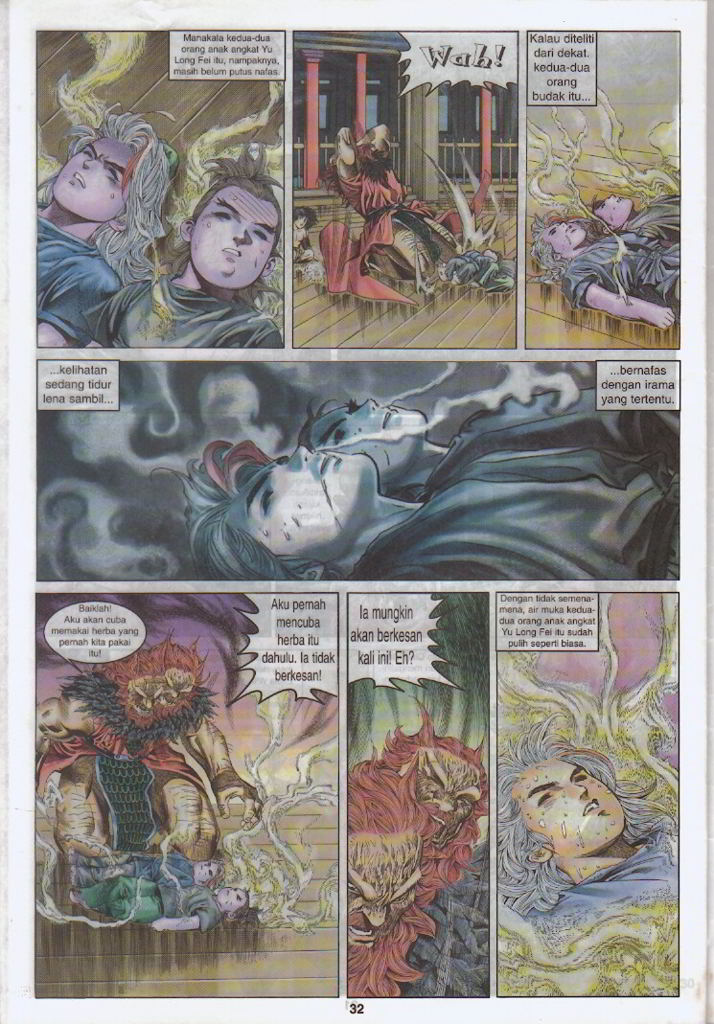 Manakala kedua-dua
orang anak angkat Yu
Long Fei itu, nampaknya,
masih belum putus nafas.
Wah!
Kalau diteliti
dari dekat.
kedua-dua
orang
budak itu...
...kelihatan
sedang tidur
lena sambil...
...bernafas
dengan irama
yang tertentu.
Baiklah!
Aku akan cuba
memakai herba yang
pernah kita pakai
itu!
Aku pernah
mencuba
herba itu
dahulu. Ia tidak
berkesan!
Ia mungkin
akan berkesan
kali ini! Eh?
Dengan tidak semena-
mena, air muka kedua-
dua orang anak angkat
Yu Long Fei itu sudah
pulih seperti biasa.
32